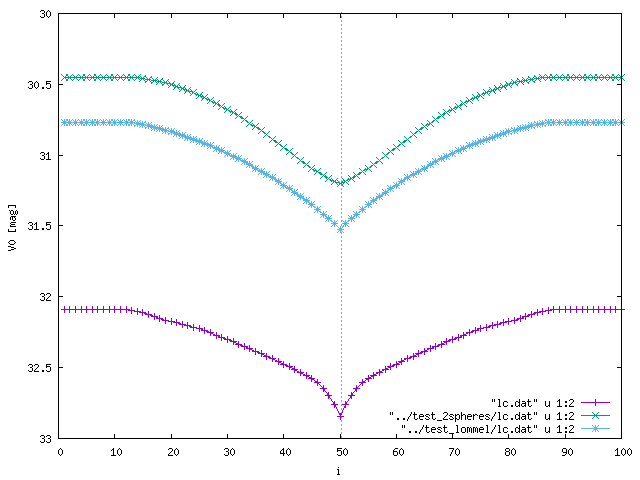 30
30.5
31
31.5
32
32.5
33
V0 [mag]
"lc.dat" u 1:2
"../test_2spheres/lc.dat" u 1:2
"../test_lommel/lc.dat" u 1:2
0 10 20 30 40 50 60 70 80 90 100
i